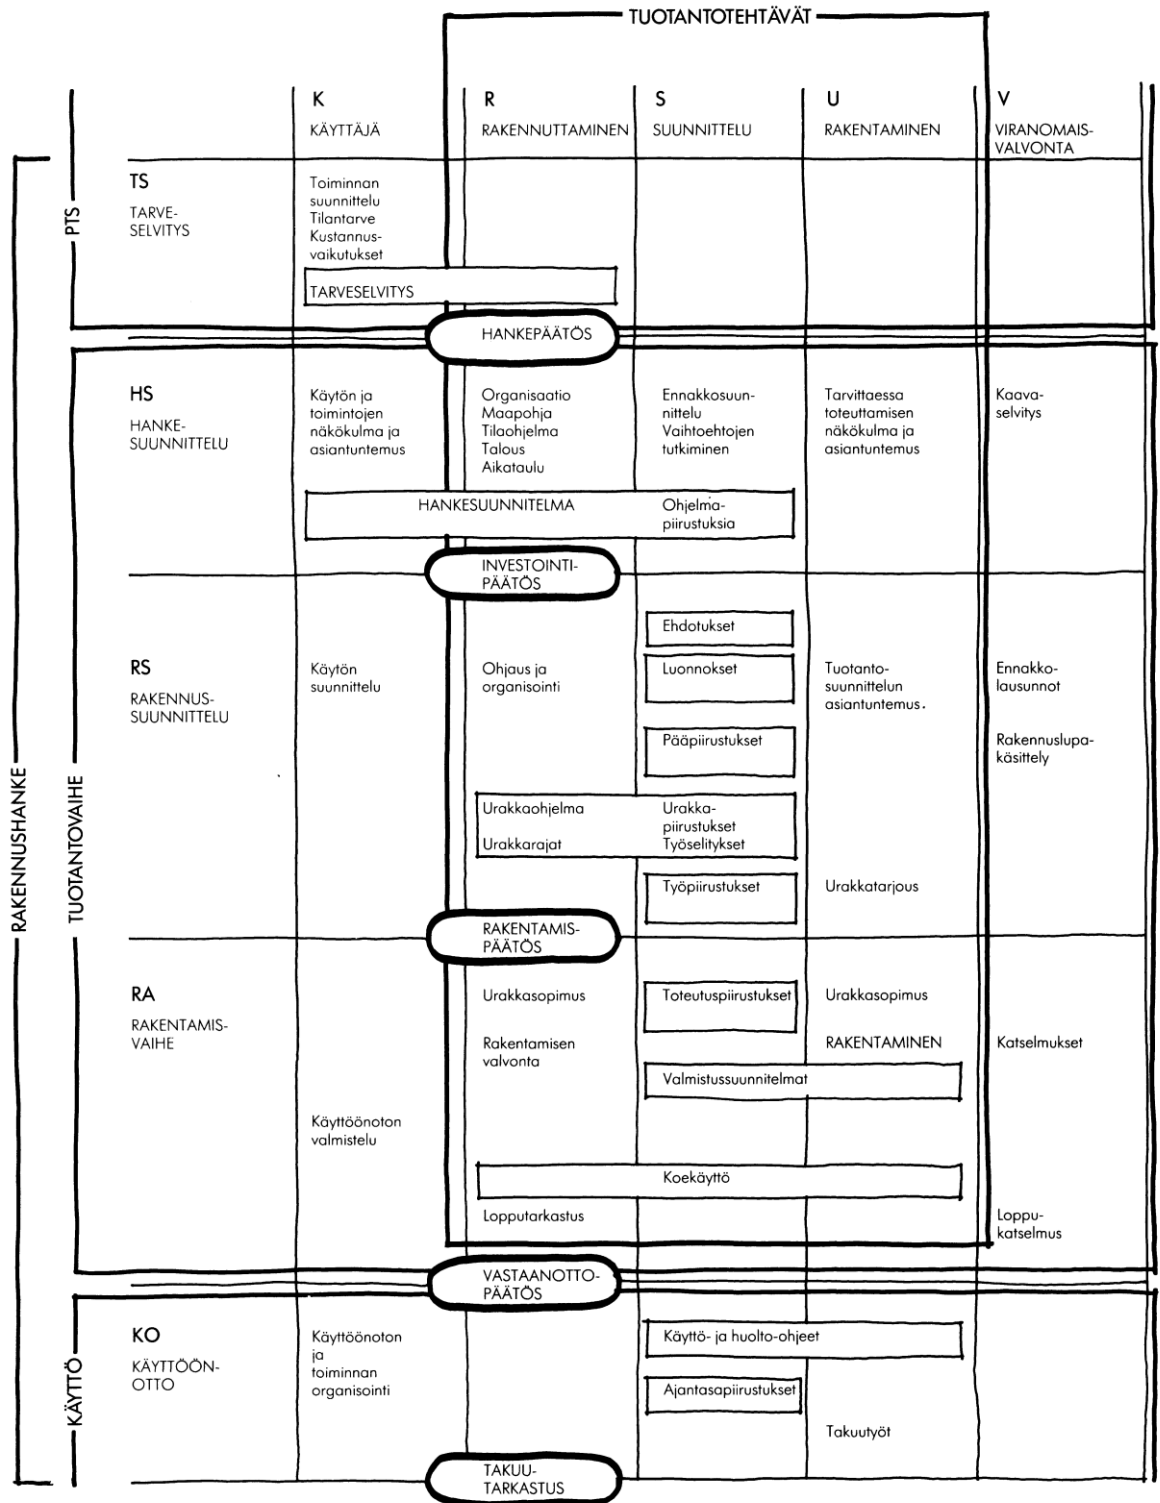 TUOTANTOTEHTÄVÄT
K
KÄYTTÄJÄ
R
RAKENNUTTAMINEN
S
SUUNNITTELU
U
RAKENTAMINEN
V
VIRANOMAIS-
VALVONTA
RAKENNUSHANKE
PTS
TS
TARVE-
SELVITYS
Toiminnan
suunnittelu
Tilantarve
Kustannus-
vaikutukset
TARVESELVITYS
HANKEPÄÄTÖS
TUOTANTOVAIHE
HS
HANKE-
SUUNNITTELU
Käytön ja
toimintojen
näkökulma ja
asiantuntemus
Organisaatio
Maapohja
Tilaohjelma
Talous
Aikataulu
Ennakkosuun-
nittelu
Vaihtoehtojen
tutkiminen
Tarvittaessa
toteuttamisen
näkökulma ja
asiantuntemus
Kaava-
selvitys
HANKESUUNNITELMA
Ohjelma-
piirustuksia
INVESTOINTI-
PÄÄTÖS
RS
RAKENNUS-
SUUNNITTELU
Käytön
suunnittelu
Ohjaus ja
organisointi
Ehdotukset
Luonnokset
Tuotanto-
suunnittelun
asiantuntemus.
Ennakko-
lausunnot
Pääpiirustukset
Rakennuslupa-
käsittely
Urakkaohjelma
Urakkarajat
Urakka-
piirustukset
Työselitykset
Työpiirustukset
Urakkatarjous
RAKENTAMIS-
PÄÄTÖS
RA
RAKENTAMIS-
VAIHE
Urakkasopimus
Toteutuspiirustukset
Urakkasopimus
Rakentamisen
valvonta
RAKENTAMINEN
Katselmukset
Valmistussuunnitelmat
Käyttöönoton
valmistelu
Koekäyttö
Lopputarkastus
Loppu-
katselmus
VASTAANOTTO-
PÄÄTÖS
KÄYTTÖ
KO
KÄYTTÖÖN-
OTTO
Käyttöönoton
ja
toiminnan
organisointi
Käyttö- ja huolto-ohjeet
Ajantasapiirustukset
Takuutyöt
TAKUU-
TARKASTUS